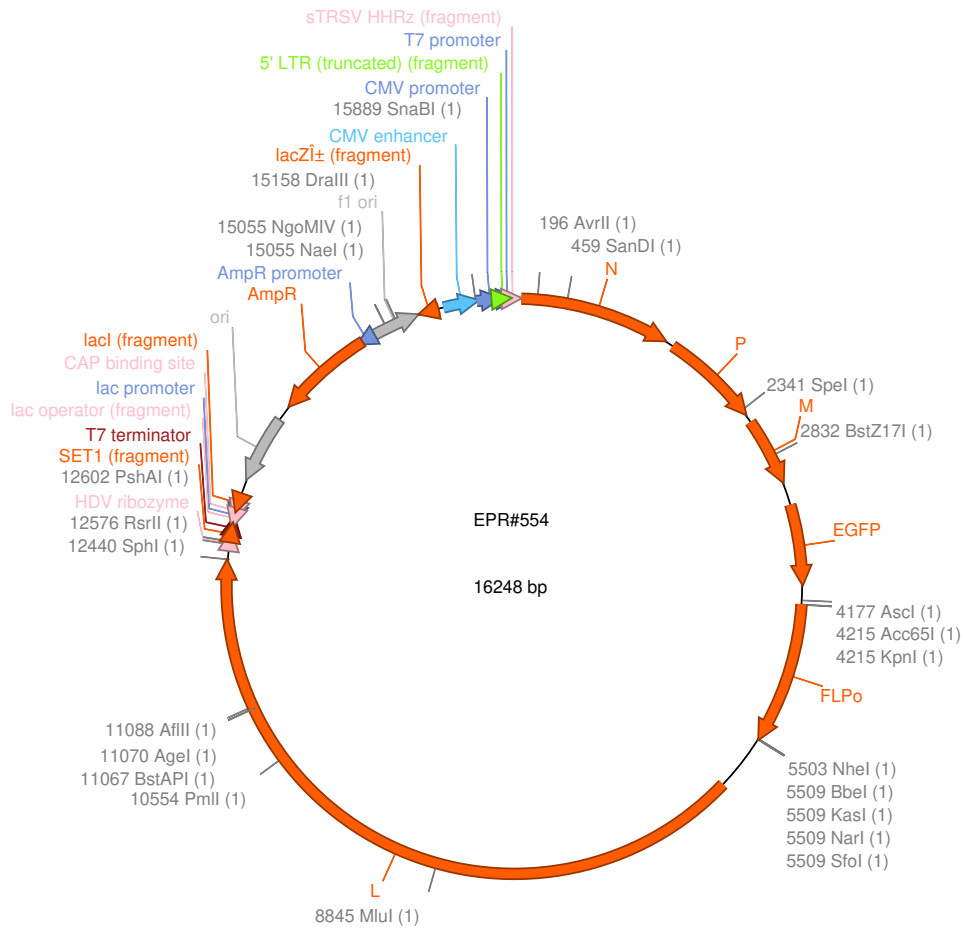 sTRSV HHRz (fragment)
T7 promoter
5' LTR (truncated) (fragment)
CMV promoter
15889 SnaBI (1)
CMV enhancer
lacZÎ± (fragment)
15158 DraIII (1)
f1 ori
15055 NgoMIV (1)
15055 NaeI (1)
AmpR promoter
AmpR
ori
lacI (fragment)
CAP binding site
lac promoter
lac operator (fragment)
T7 terminator
SET1 (fragment)
12602 PshAI (1)
HDV ribozyme
12576 RsrII (1)
12440 SphI (1)
196 AvrII (1)
459 SanDI (1)
N
P
2341 SpeI (1)
M
2832 BstZ17I (1)
EGFP
EPR#554
16248 bp
4177 AscI (1)
4215 Acc65I (1)
4215 KpnI (1)
FLPo
5503 NheI (1)
5509 BbeI (1)
5509 KasI (1)
5509 NarI (1)
5509 SfoI (1)
11088 AflII (1)
11070 AgeI (1)
11067 BstAPI (1)
10554 PmlI (1)
L
8845 MluI (1)